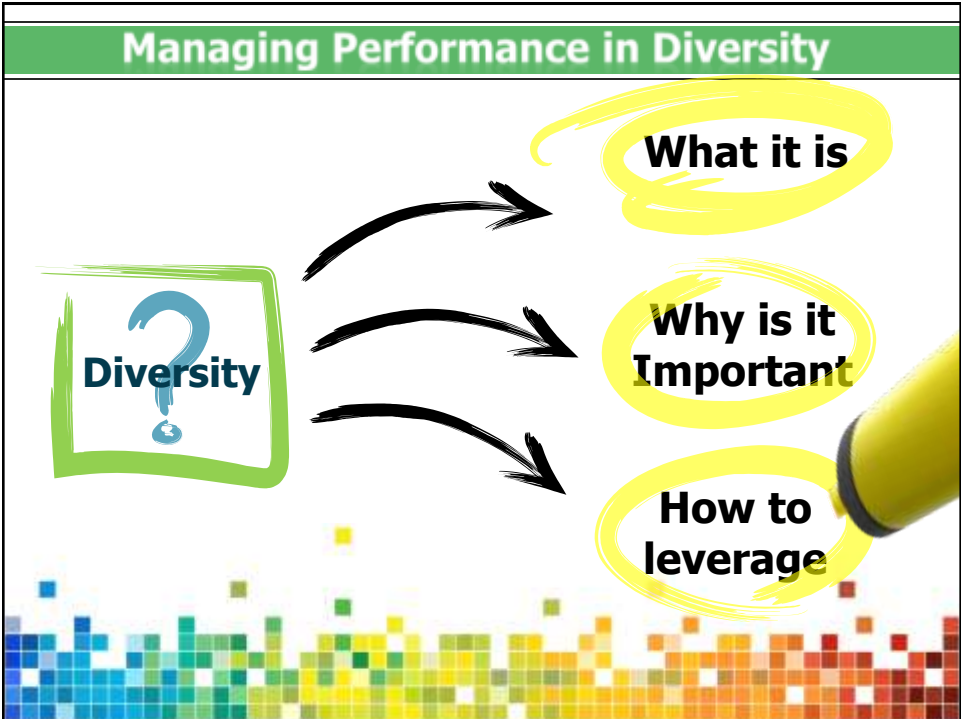 Managing Performance in Diversity
What it is
Diversity
?
Why is it
Important
How to
leverage